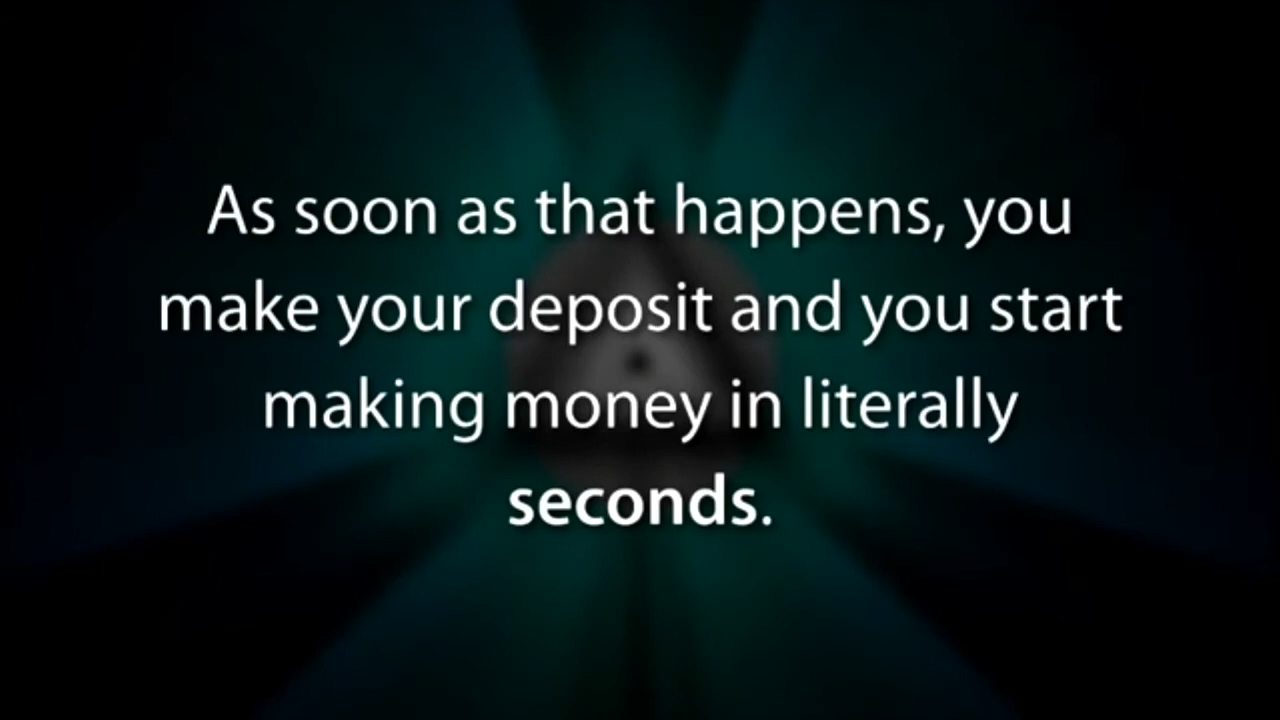 As soon as that happens, you
make your deposit and you start
making money in literally
seconds.